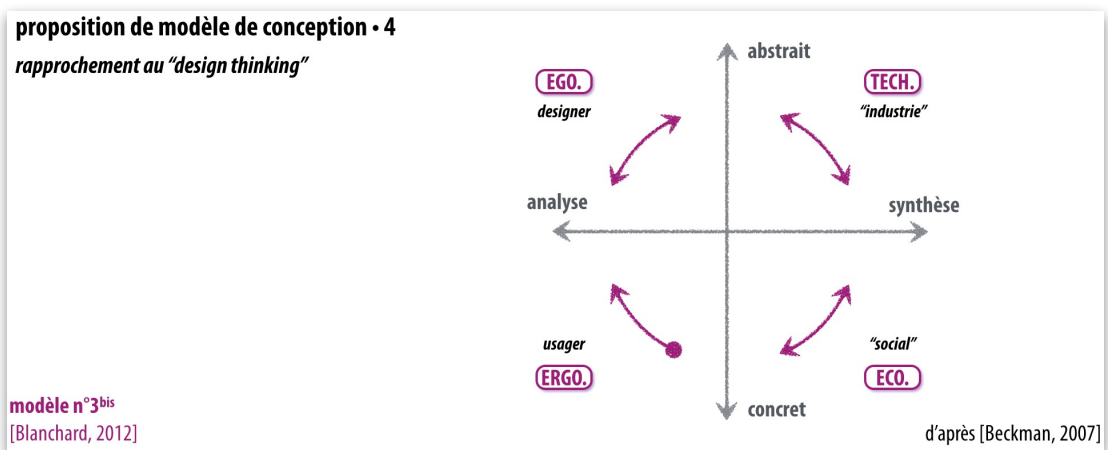 proposition de modèle de conception • 4
rapprochement au “design thinking”
abstrait
EGO.
designer
TECH.
“industrie”
analyse
synthèse
usager
ERGO.
“social”
ECO.
concret
modèle n°3bis
[Blanchard, 2012]
d’après [Beckman, 2007]